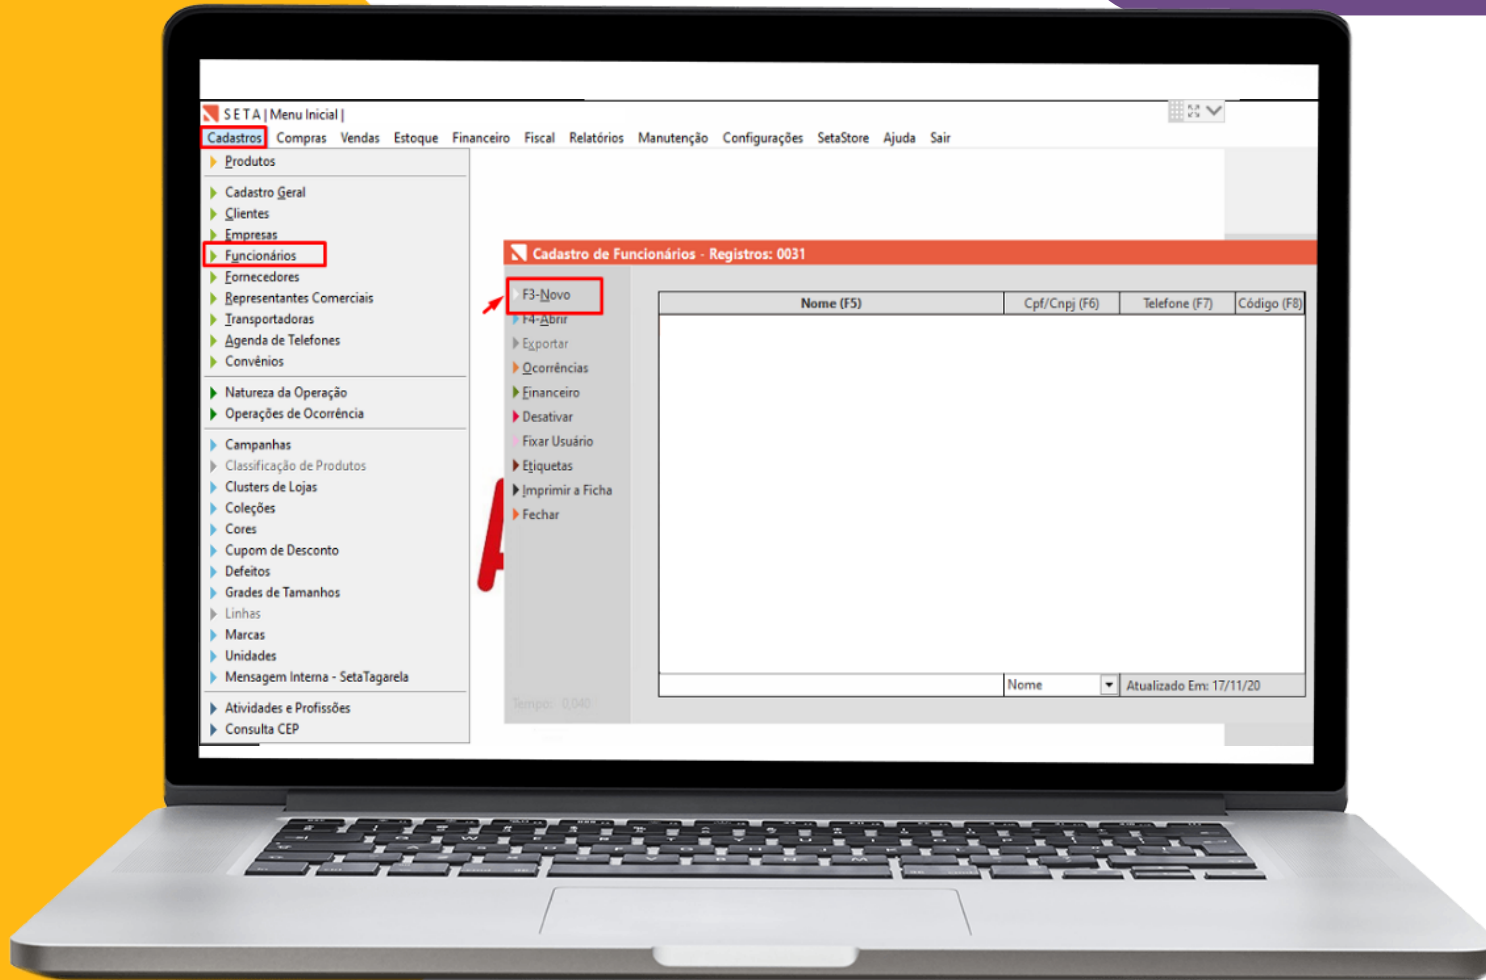 S E T A | Menu Inicial |
Cadastros Compras Vendas Estoque Financeiro Fiscal Relatórios Manutenção Configurações SetaStore Ajuda Sair
Produtos
Cadastro Geral
Clientes
Empresas
Funcionários
Fornecedores
Representantes Comerciais
Transportadoras
Agenda de Telefones
Convênios
Natureza da Operação
Operações de Ocorrência
Campanhas
Classificação de Produtos
Clusters de Lojas
Coleções
Cores
Cupom de Desconto
Defeitos
Grades de Tamanhos
Linhas
Marcas
Unidades
Mensagem Interna - SetaTagarela
Atividades e Profissões
Consulta CEP
Cadastro de Funcionários - Registros: 0031
F3-Novo
F4-Abrir
Exportar
Ocorrências
Financeiro
Desativar
Fixar Usuário
Etiquetas
Imprimir a Ficha
Fechar
Tempo: 0,040
Nome (F5) Cpf/Cnpj (F6) Telefone (F7) Código (F8)
Nome Atualizado Em: 17/11/20